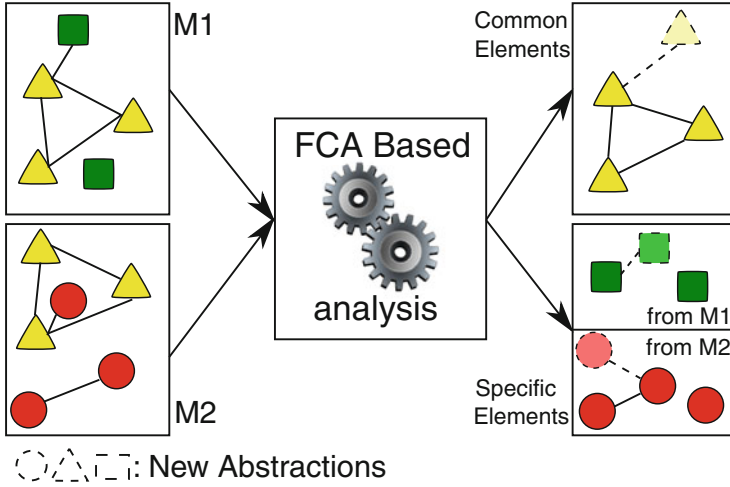 M1
Common
Elements
FCA Based
analysis
from M1
from M2
M2
Specific
Elements
: New Abstractions